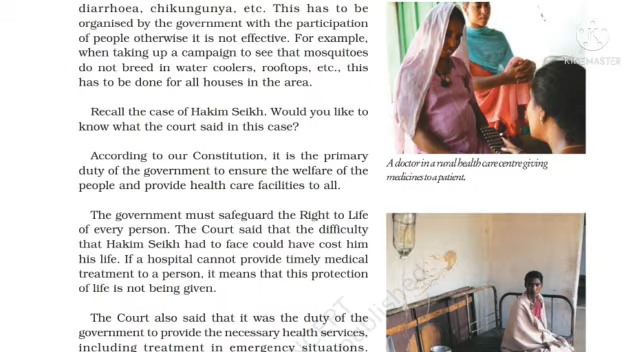 diarrhoea, chikungunya, etc. This has to be
organised by the government with the participation
of people otherwise it is not effective. For example,
when taking up a campaign to see that mosquitoes
do not breed in water coolers, rooftops, etc., this
has to be done for all houses in the area.
Recall the case of Hakim Seikh. Would you like to
know what the court said in this case?
According to our Constitution, it is the primary
duty of the government to ensure the welfare of the
people and provide health care facilities to all.
The government must safeguard the Right to Life
of every person. The Court said that the difficulty
that Hakim Seikh had to face could have cost him
his life. If a hospital cannot provide timely medical
treatment to a person, it means that this protection
of life is not being given.
The Court also said that it was the duty of the
government to provide the necessary health services,
including treatment in emergency situations.
KINEMASTER
A doctor in a rural health care centre giving
medicines to a patient.
published